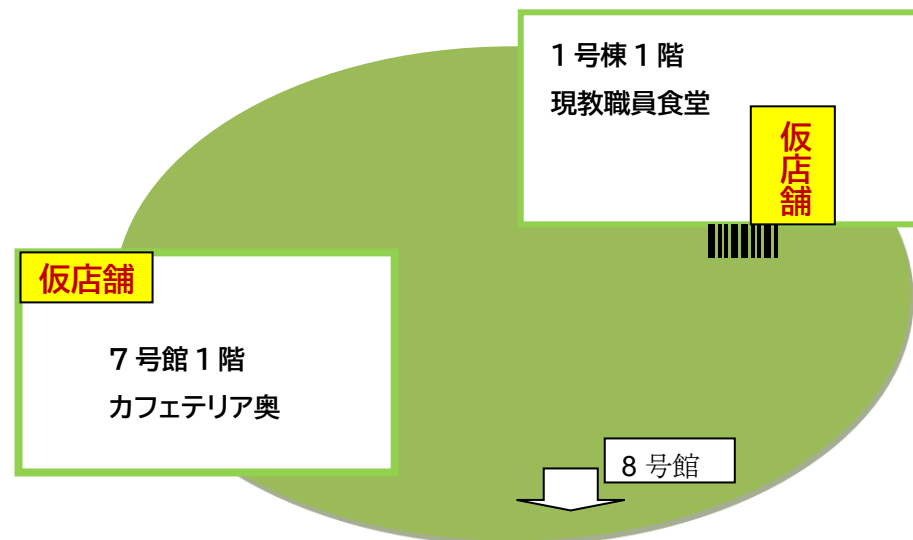 1号棟1階
現教職員食堂
仮店舗
仮店舗
7号館1階
カフェテリア奥
8号館